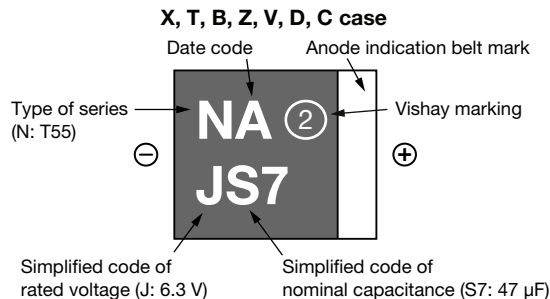 X, T, B, Z, V, D, C case
Date code
Anode indication belt mark
Type of series
(N: T55)
NA 2
Vishay marking
− +
JS7
Simplified code of
rated voltage (J: 6.3 V)
Simplified code of
nominal capacitance (S7: 47 μF)